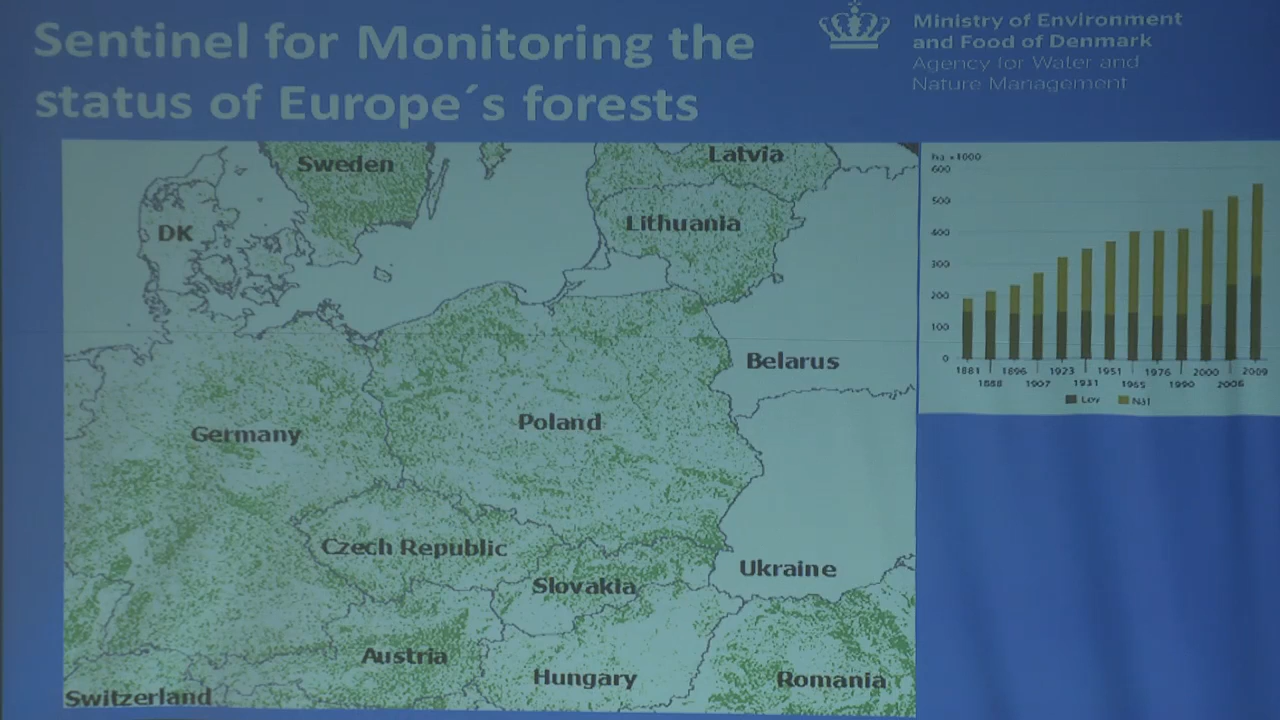 Sentinel for Monitoring the
status of Europe´s forests
Ministry of Environment
and Food of Denmark
Agency for Water and
Nature Management
Sweden
Latvia
DK
Lithuania
Belarus
Germany
Poland
Czech Republic
Ukraine
Slovakia
Austria
Hungary
Romania
Switzerland
600
500
400
300
200
100
0
1881 1896 1923 1951 1976 2000 2009
1888 1907 1931 1965 1990 2006
Løv